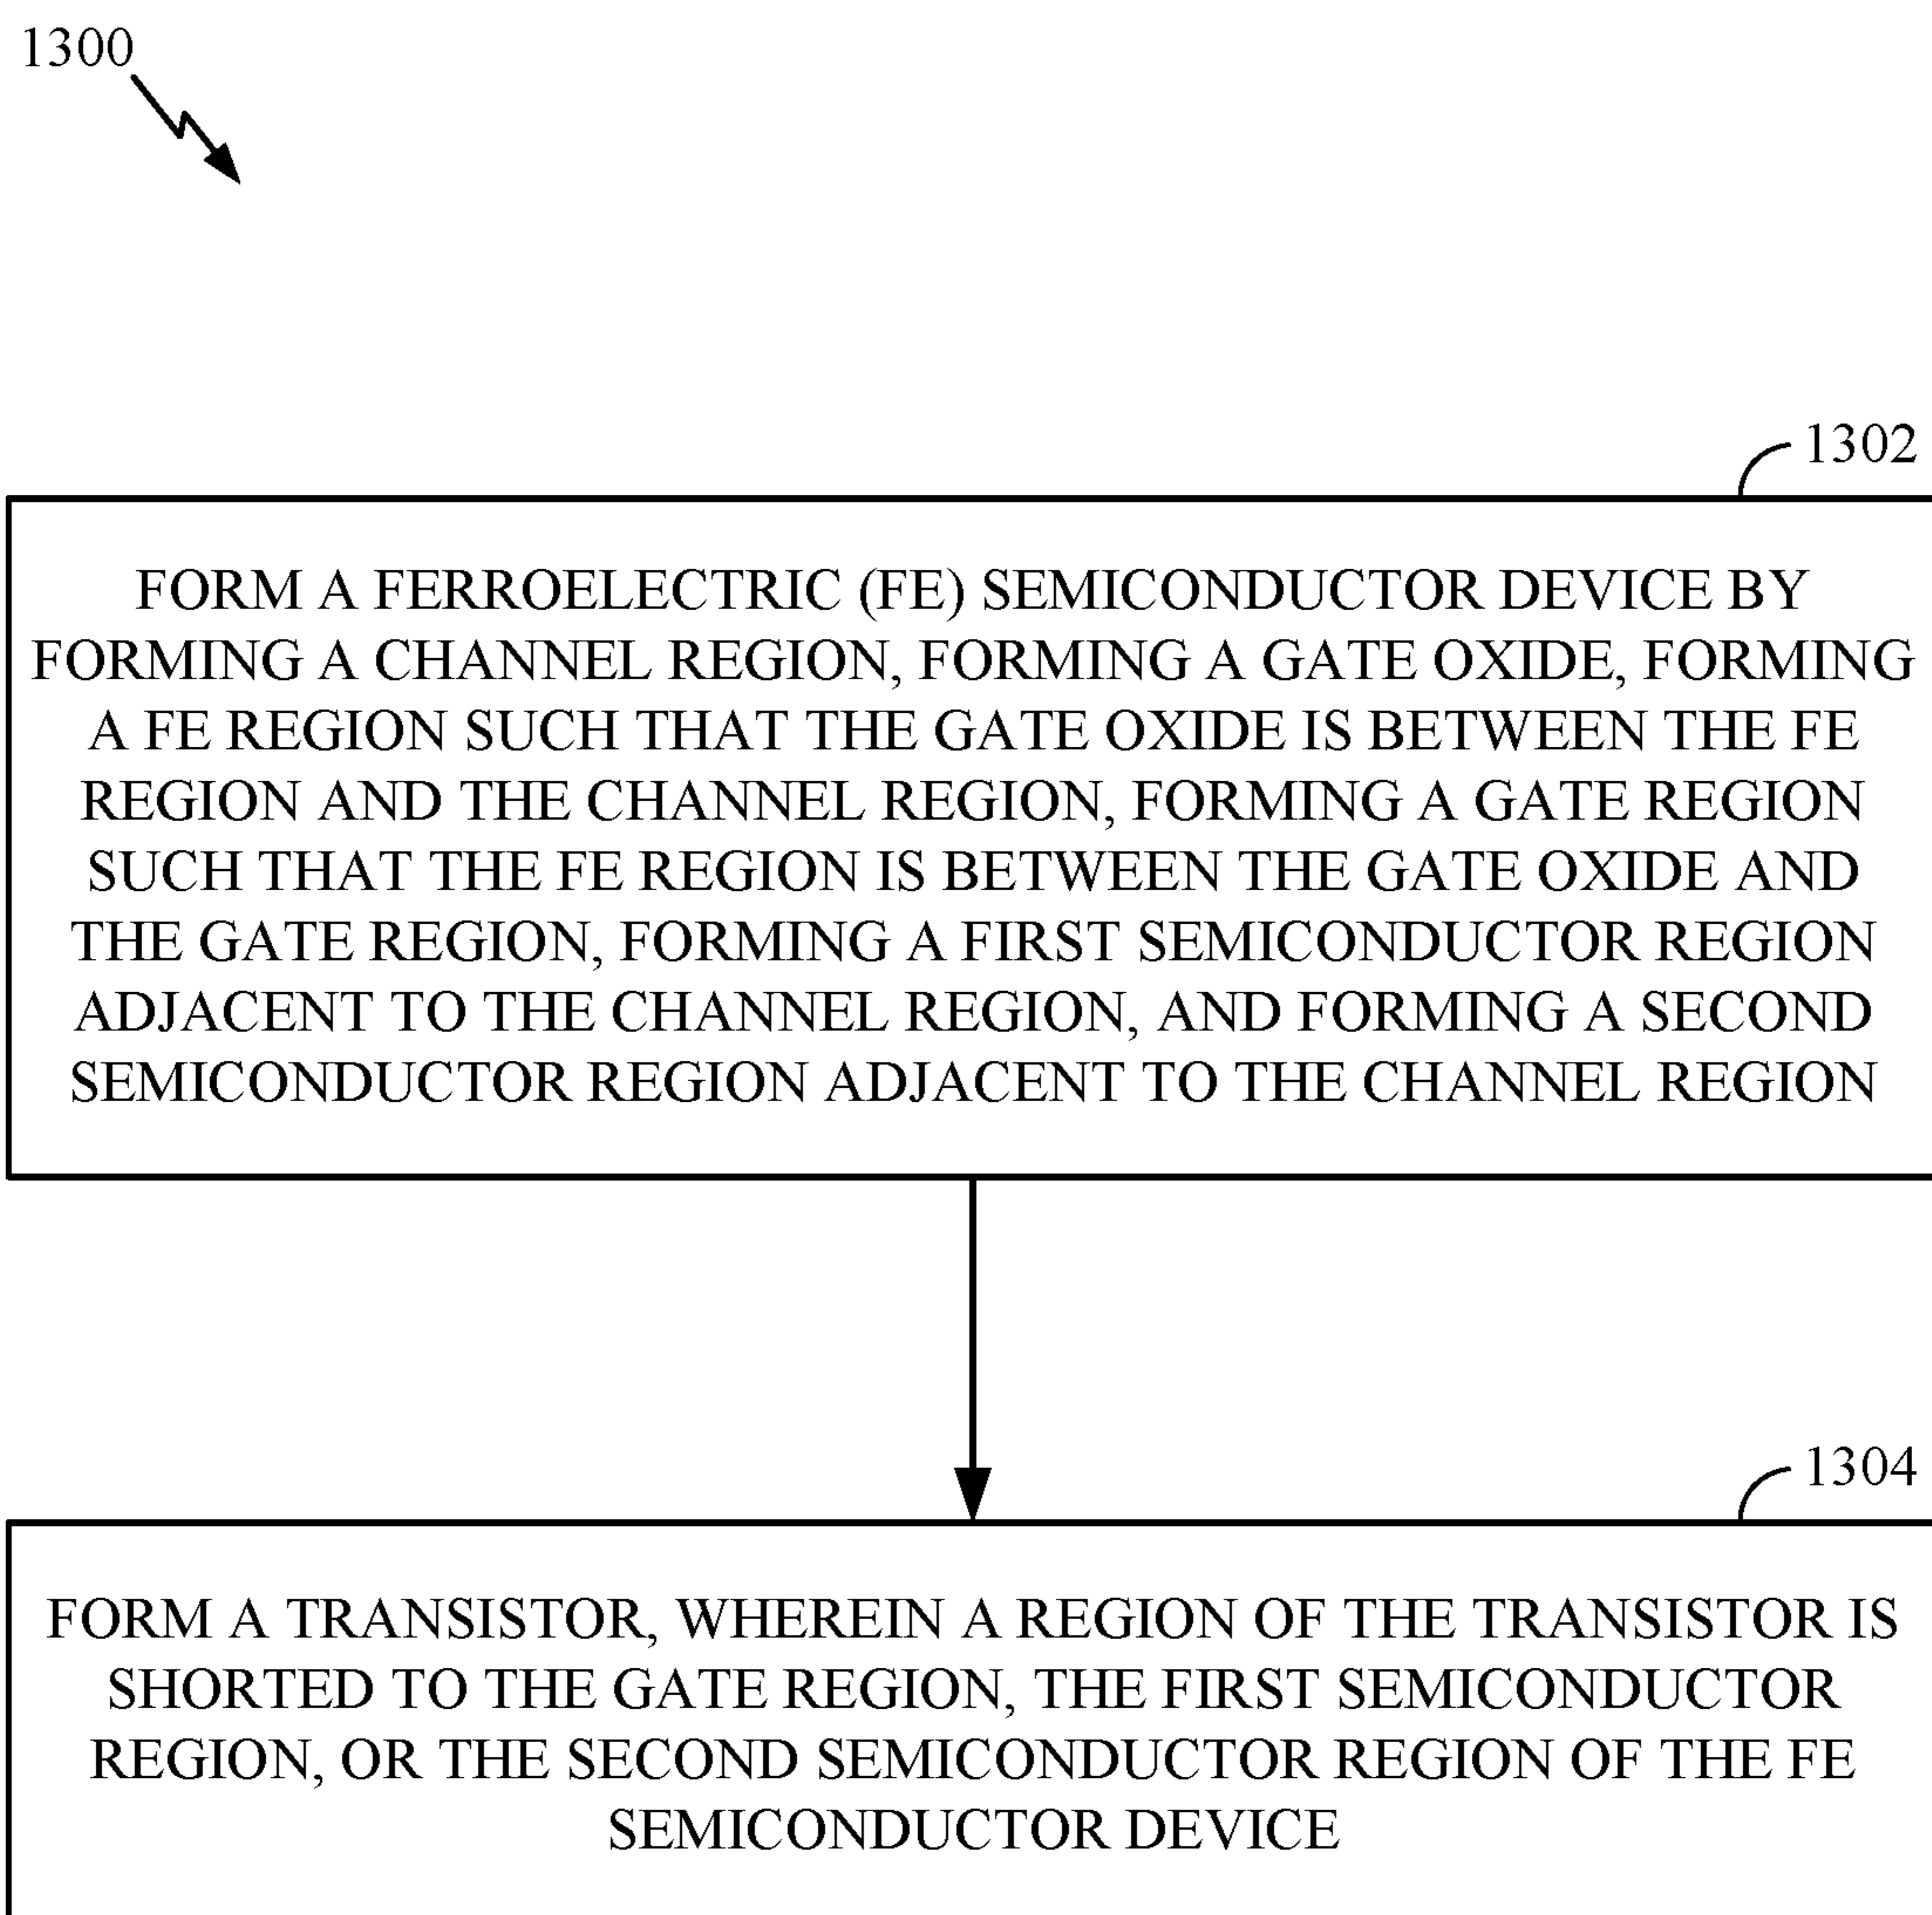 1300
1302
FORM A FERROELECTRIC (FE) SEMICONDUCTOR DEVICE BY
FORMING A CHANNEL REGION, FORMING A GATE OXIDE, FORMING
A FE REGION SUCH THAT THE GATE OXIDE IS BETWEEN THE FE
REGION AND THE CHANNEL REGION, FORMING A GATE REGION
SUCH THAT THE FE REGION IS BETWEEN THE GATE OXIDE AND
THE GATE REGION, FORMING A FIRST SEMICONDUCTOR REGION
ADJACENT TO THE CHANNEL REGION, AND FORMING A SECOND
SEMICONDUCTOR REGION ADJACENT TO THE CHANNEL REGION
1304
FORM A TRANSISTOR, WHEREIN A REGION OF THE TRANSISTOR IS
SHORTED TO THE GATE REGION, THE FIRST SEMICONDUCTOR
REGION, OR THE SECOND SEMICONDUCTOR REGION OF THE FE
SEMICONDUCTOR DEVICE